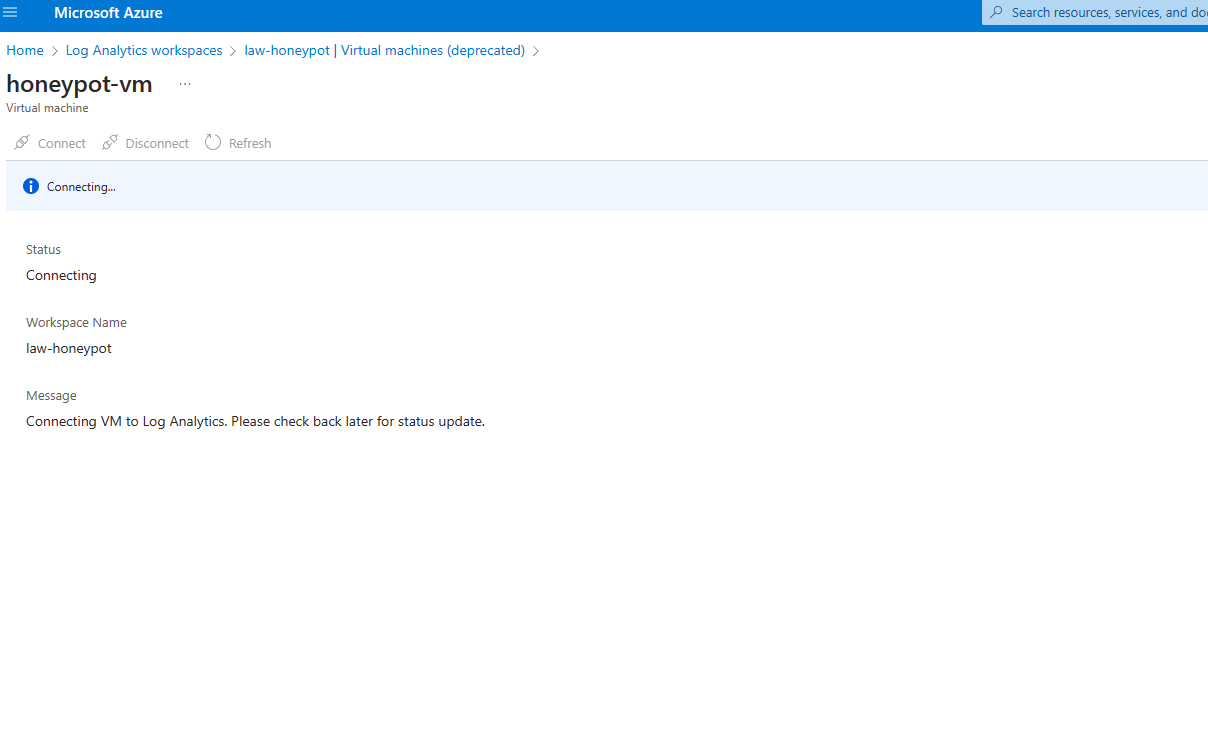 Microsoft Azure
Search resources, services, and do
Home > Log Analytics workspaces > law-honeypot | Virtual machines (deprecated) >
honeypot-vm ...
Virtual machine
Connect Disconnect Refresh
Connecting...
Status
Connecting
Workspace Name
law-honeypot
Message
Connecting VM to Log Analytics. Please check back later for status update.